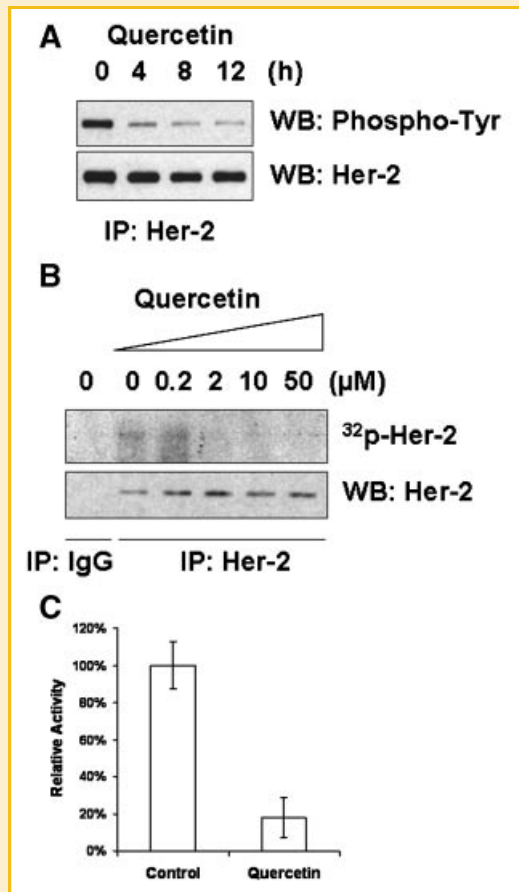 A
Quercetin
0 4 8 12 (h)
WB: Phospho-Tyr
WB: Her-2
IP: Her-2
B
Quercetin
0 0 0.2 2 10 50 (µM)
³²p-Her-2
WB: Her-2
IP: IgG IP: Her-2
C
120%
100%
80%
60%
40%
20%
0%
Relative Activity
Control Quercetin